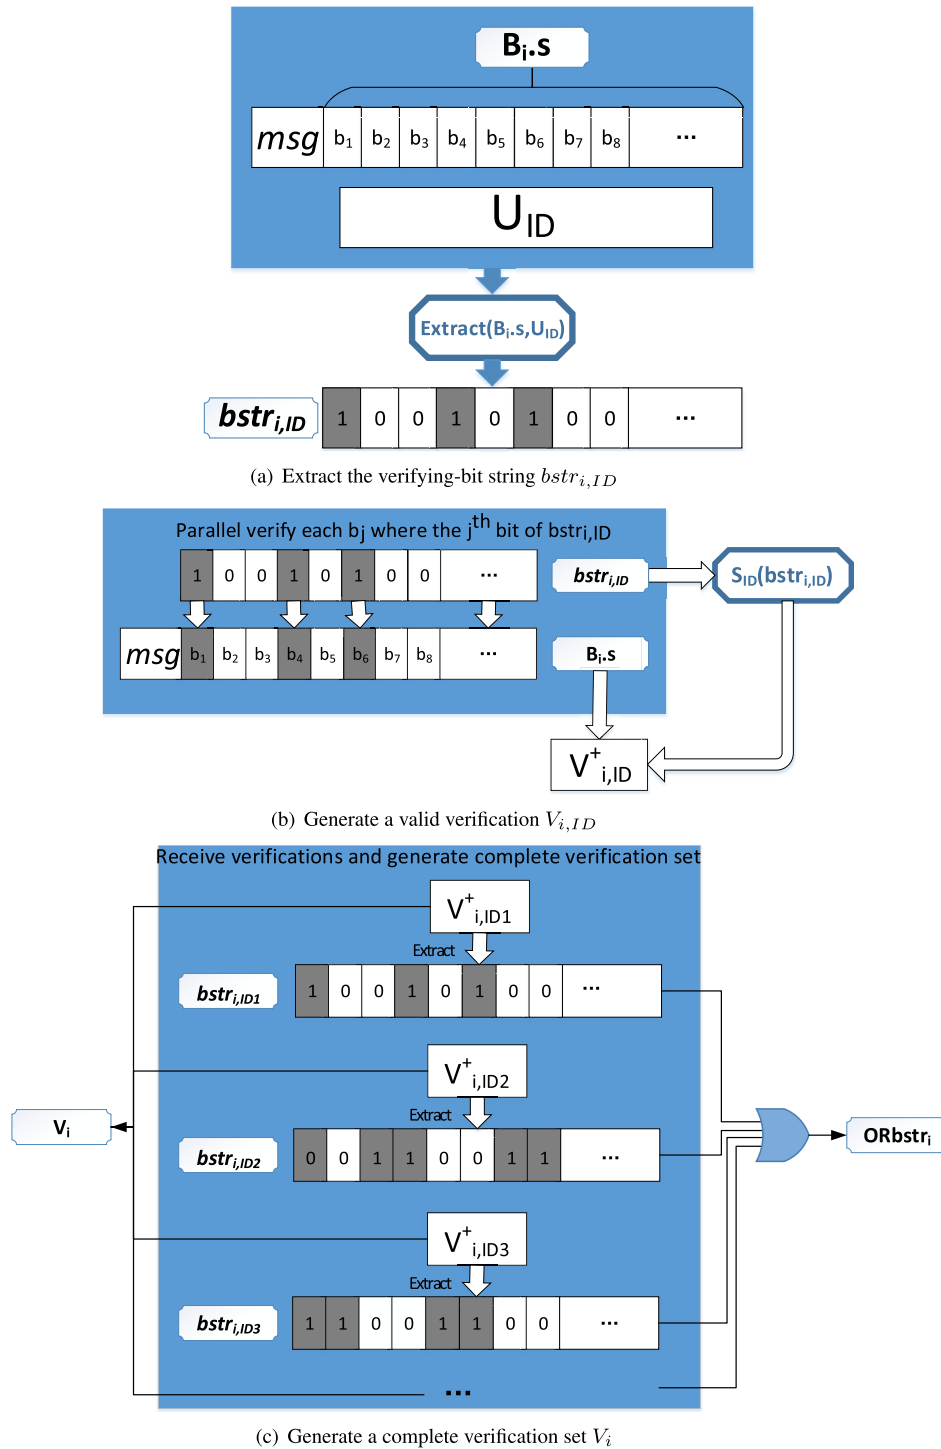 Bi.s
msg b1 b2 b3 b4 b5 b6 b7 b8 ...
UID
Extract(Bi.s,UID)
bstri,ID 1 0 0 1 0 1 0 0 ...
(a) Extract the verifying-bit string bstri,ID
Parallel verify each bj where the jth bit of bstri,ID
1 0 0 1 0 1 0 0 ... bstri,ID SID(bstri,ID)
msg b1 b2 b3 b4 b5 b6 b7 b8 ... Bi.s
V+i,ID
(b) Generate a valid verification Vi,ID
Receive verifications and generate complete verification set
V+i,ID1
Extract
bstri,ID1 1 0 0 1 0 1 0 0 ...
V+i,ID2
Extract
Vi ORbstri
bstri,ID2 0 0 1 1 0 0 1 1 ...
V+i,ID3
Extract
bstri,ID3 1 1 0 0 1 1 0 0 ...
...
(c) Generate a complete verification set Vi